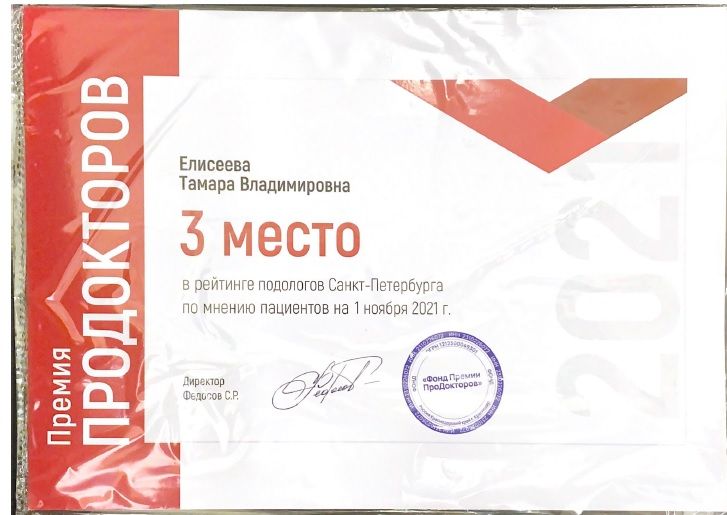 Премия
ПРОДОКТОРОВ
Елисеева
Тамара Владимировна
3 место
в рейтинге подологов Санкт-Петербурга
по мнению пациентов на 1 ноября 2021 г.
Директор
Федосов С.Р.
«Фонд Премии
ПроДокторов»
2021